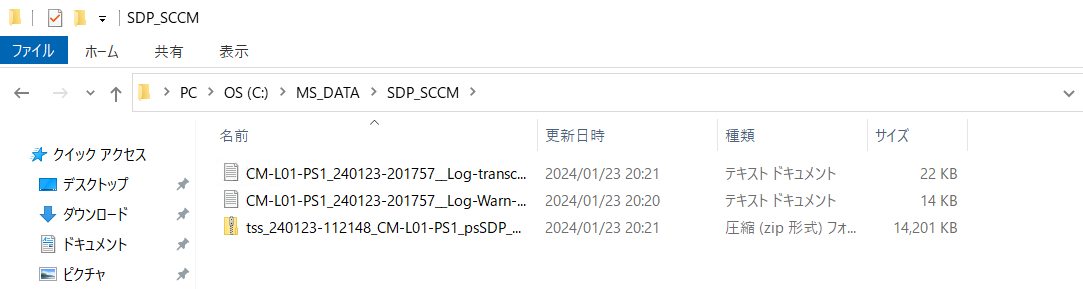 SDP_SCCM
ファイル ホーム 共有 表示
PC > OS (C:) > MS_DATA > SDP_SCCM >
名前 更新日時 種類 サイズ
クイック アクセス
デスクトップ
ダウンロード
ドキュメント
ピクチャ
CM-L01-PS1_240123-201757__Log-transc... 2024/01/23 20:21 テキスト ドキュメント 22 KB
CM-L01-PS1_240123-201757__Log-Warn-... 2024/01/23 20:20 テキスト ドキュメント 14 KB
tss_240123-112148_CM-L01-PS1_psSDP_... 2024/01/23 20:21 圧縮 (zip 形式) フォ... 14,201 KB